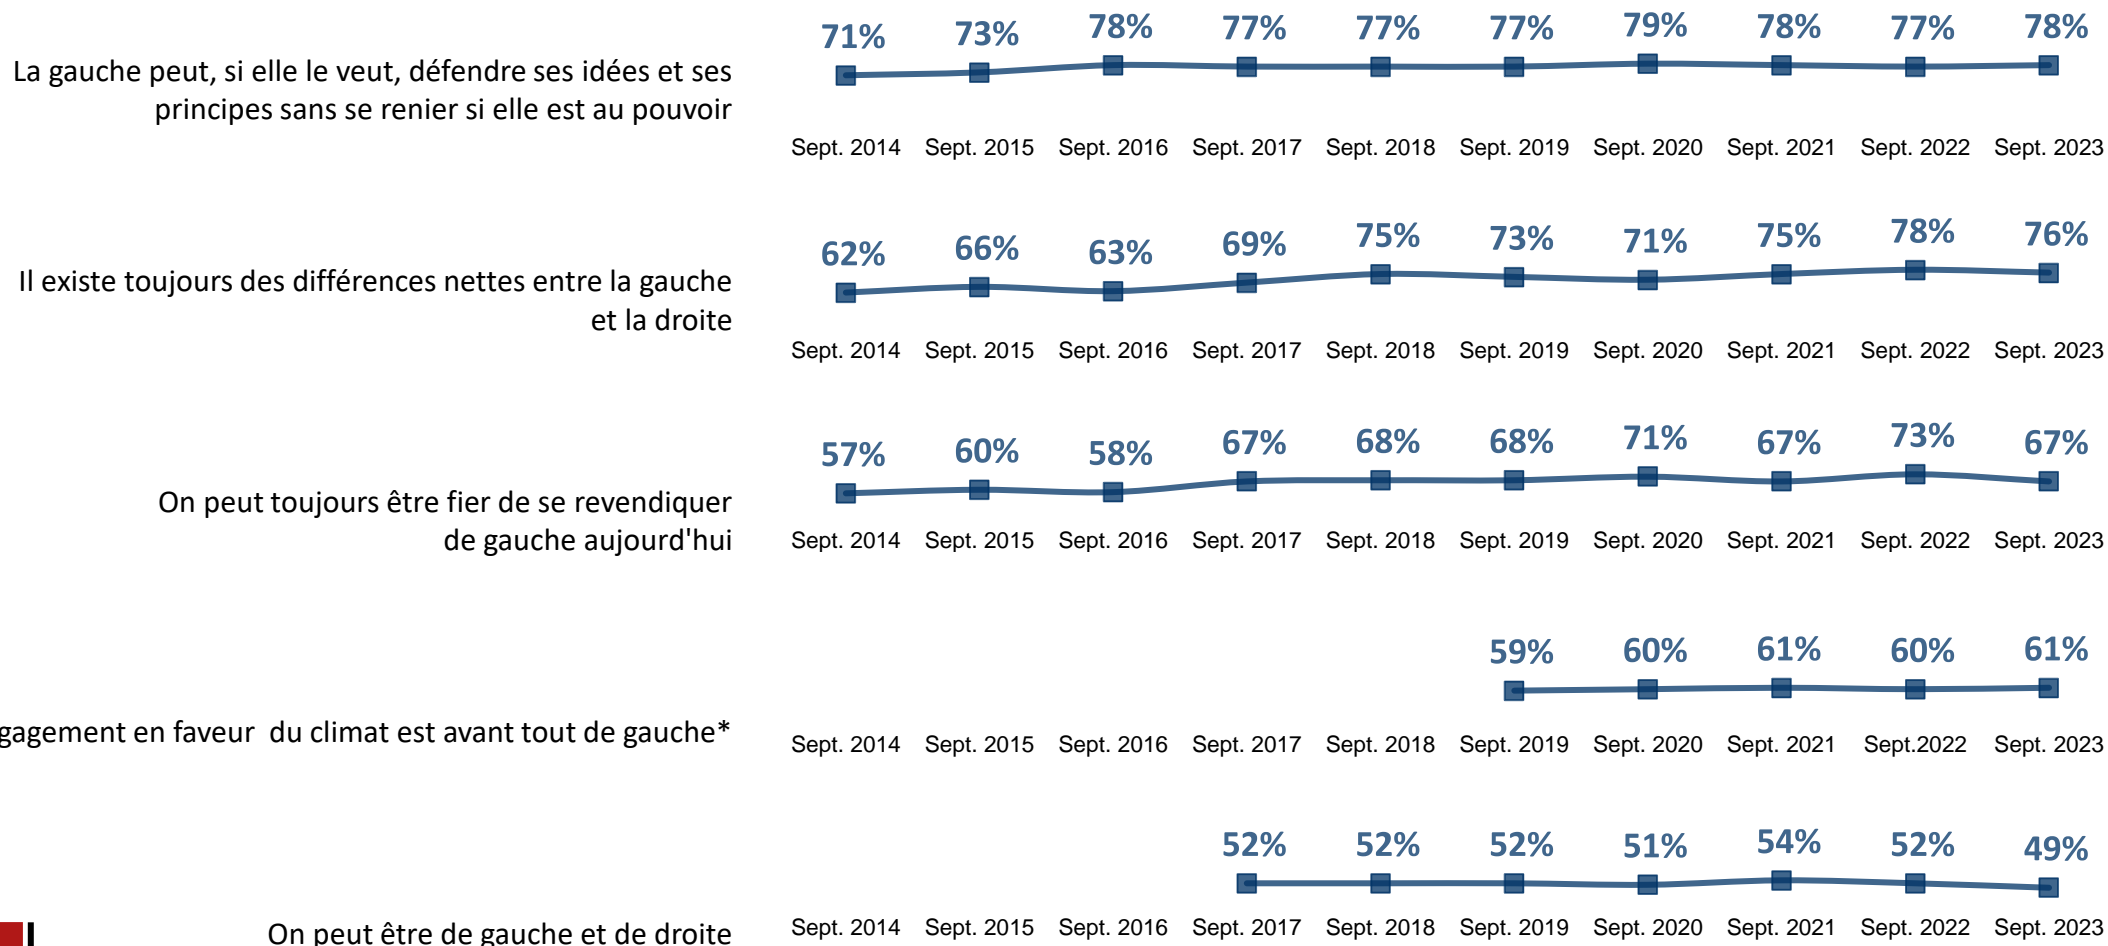 71% 73% 78% 77% 77% 77% 79% 78% 77% 78%
La gauche peut, si elle le veut, défendre ses idées et ses
principes sans se renier si elle est au pouvoir
Sept. 2014 Sept. 2015 Sept. 2016 Sept. 2017 Sept. 2018 Sept. 2019 Sept. 2020 Sept. 2021 Sept. 2022 Sept. 2023
62% 66% 63% 69% 75% 73% 71% 75% 78% 76%
Il existe toujours des différences nettes entre la gauche
et la droite
Sept. 2014 Sept. 2015 Sept. 2016 Sept. 2017 Sept. 2018 Sept. 2019 Sept. 2020 Sept. 2021 Sept. 2022 Sept. 2023
57% 60% 58% 67% 68% 68% 71% 67% 73% 67%
On peut toujours être fier de se revendiquer
de gauche aujourd'hui
Sept. 2014 Sept. 2015 Sept. 2016 Sept. 2017 Sept. 2018 Sept. 2019 Sept. 2020 Sept. 2021 Sept. 2022 Sept. 2023
59% 60% 61% 60% 61%
gagement en faveur du climat est avant tout de gauche*
Sept. 2014 Sept. 2015 Sept. 2016 Sept. 2017 Sept. 2018 Sept. 2019 Sept. 2020 Sept. 2021 Sept.2022 Sept. 2023
52% 52% 52% 51% 54% 52% 49%
On peut être de gauche et de droite
Sept. 2014 Sept. 2015 Sept. 2016 Sept. 2017 Sept. 2018 Sept. 2019 Sept. 2020 Sept. 2021 Sept. 2022 Sept. 2023